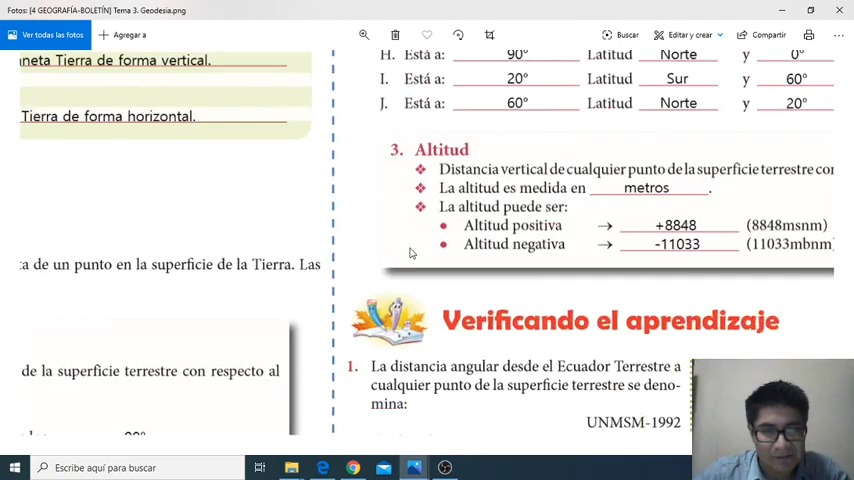 Fotos: [4 GEOGRAFÍA-BOLETÍN] Tema 3. Geodesia.png
Ver todas las fotos
Agregar a
Buscar
Editar y crear
Compartir
aneta Tierra de forma vertical.
Tierra de forma horizontal.
ta de un punto en la superficie de la Tierra. Las
de la superficie terrestre con respecto al
H. Está a: 90° Latitud Norte y 0°
I. Está a: 20° Latitud Sur y 60°
J. Está a: 60° Latitud Norte y 20°
3. Altitud
Distancia vertical de cualquier punto de la superficie terrestre con
La altitud es medida en metros.
La altitud puede ser:
Altitud positiva → +8848 (8848msnm)
Altitud negativa → -11033 (11033mbnm)
Verificando el aprendizaje
1. La distancia angular desde el Ecuador Terrestre a
cualquier punto de la superficie terrestre se deno-
mina:
UNMSM-1992
Escribe aquí para buscar